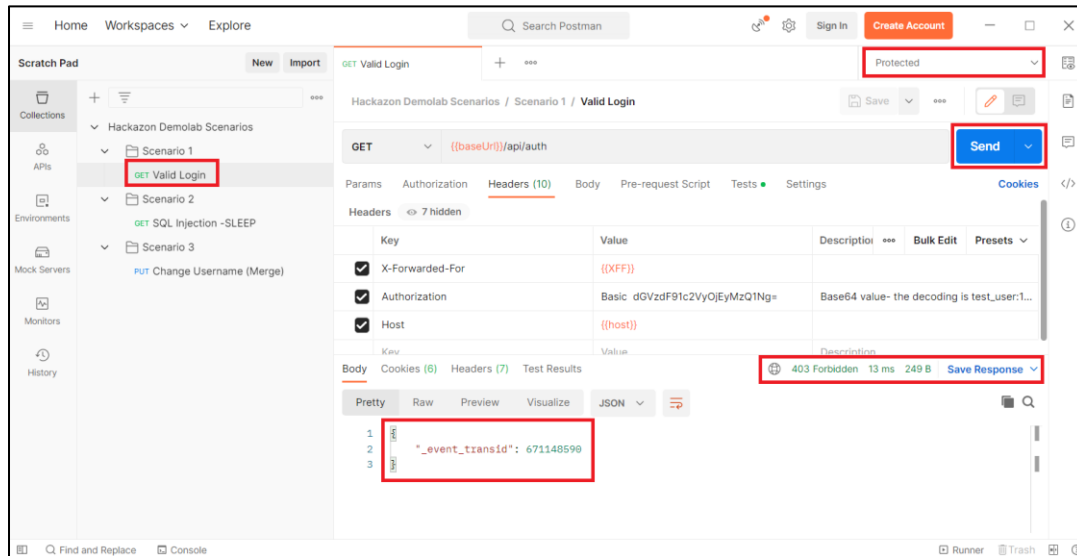 Home Workspaces Explore Search Postman Sign In Create Account
Scratch Pad New Import GET Valid Login Protected
Collections
APIs
Environments
Mock Servers
Monitors
History
Hackazon Demolab Scenarios
Scenario 1
GET Valid Login
Scenario 2
GET SQL Injection -SLEEP
Scenario 3
PUT Change Username (Merge)
Hackazon Demolab Scenarios / Scenario 1 / Valid Login Save
GET {{baseUrl}}/api/auth Send
Params Authorization Headers (10) Body Pre-request Script Tests Settings Cookies
Headers 7 hidden
Key Value Description Bulk Edit Presets
X-Forwarded-For {{XFF}}
Authorization Basic dGVzdF91c2VyOjEyMzQ1Ng= Base64 value- the decoding is test_user:1...
Host {{host}}
Key Value Description
Body Cookies (6) Headers (7) Test Results 403 Forbidden 13 ms 249 B Save Response
Pretty Raw Preview Visualize JSON
1 {
2 "_event_transid": 671148590
3 }
Find and Replace Console Runner Trash